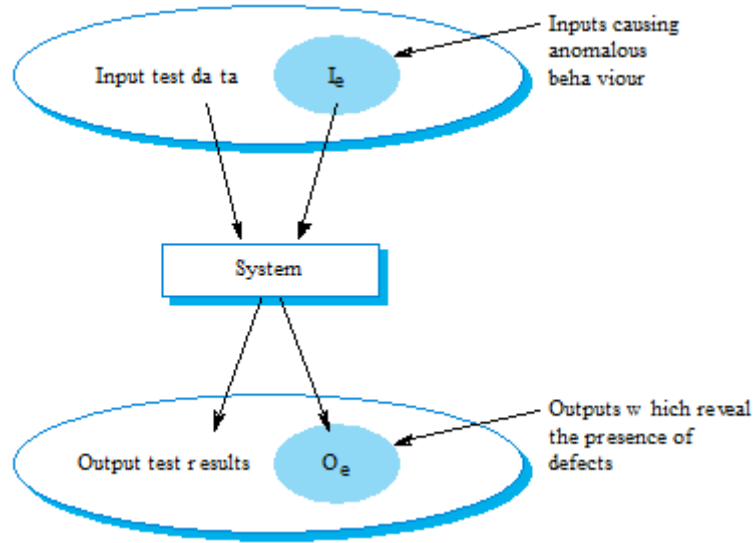 Inputs causing
anomalous
beha viour
Input test da ta
Ie
System
Outputs w hich reveal
the presence of
defects
Output test r esults
Oe